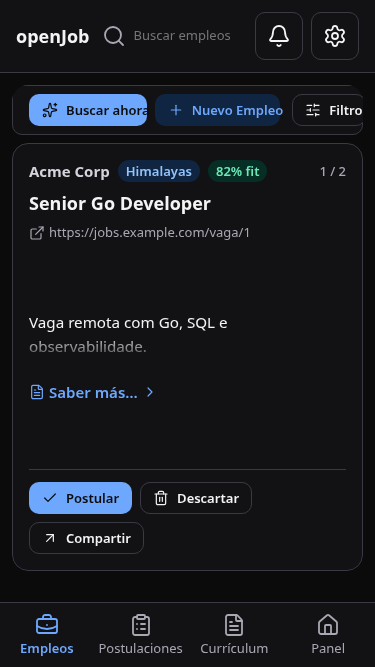 openJob
Buscar empleos
Buscar ahora
Nuevo Empleo
Filtro
Acme Corp Himalayas 82% fit 1 / 2
Senior Go Developer
https://jobs.example.com/vaga/1
Vaga remota com Go, SQL e
observabilidade.
Saber más...
Postular
Descartar
Compartir
Empleos
Postulaciones
Currículum
Panel